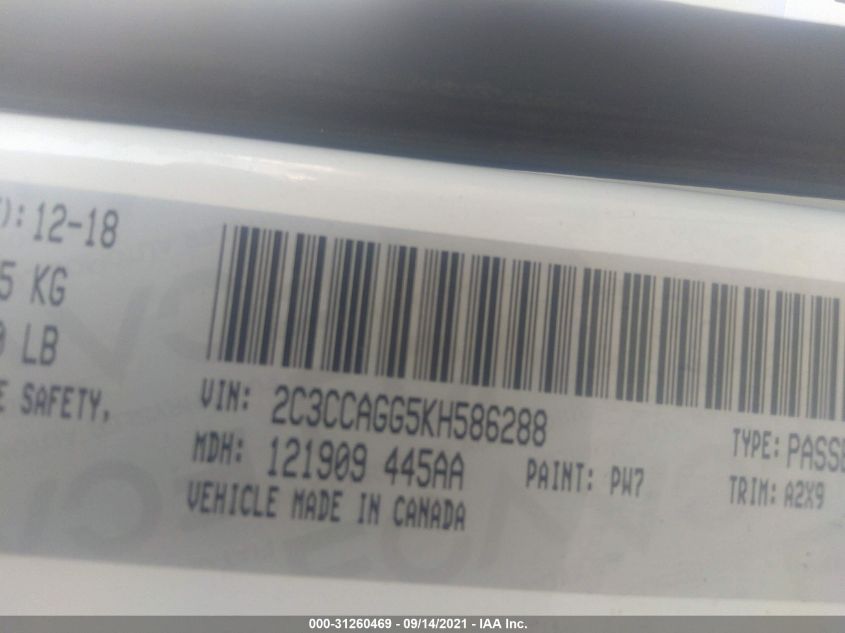 ): 12-18
5 KG
LB
E SAFETY,
VIN: 2C3CCAGG5KH586288
MDH: 121909 445AA
PAINT: PW7
VEHICLE MADE IN CANADA
TYPE: PASSE
TRIM: A2X9
000-31260469 - 09/14/2021 - IAA Inc.